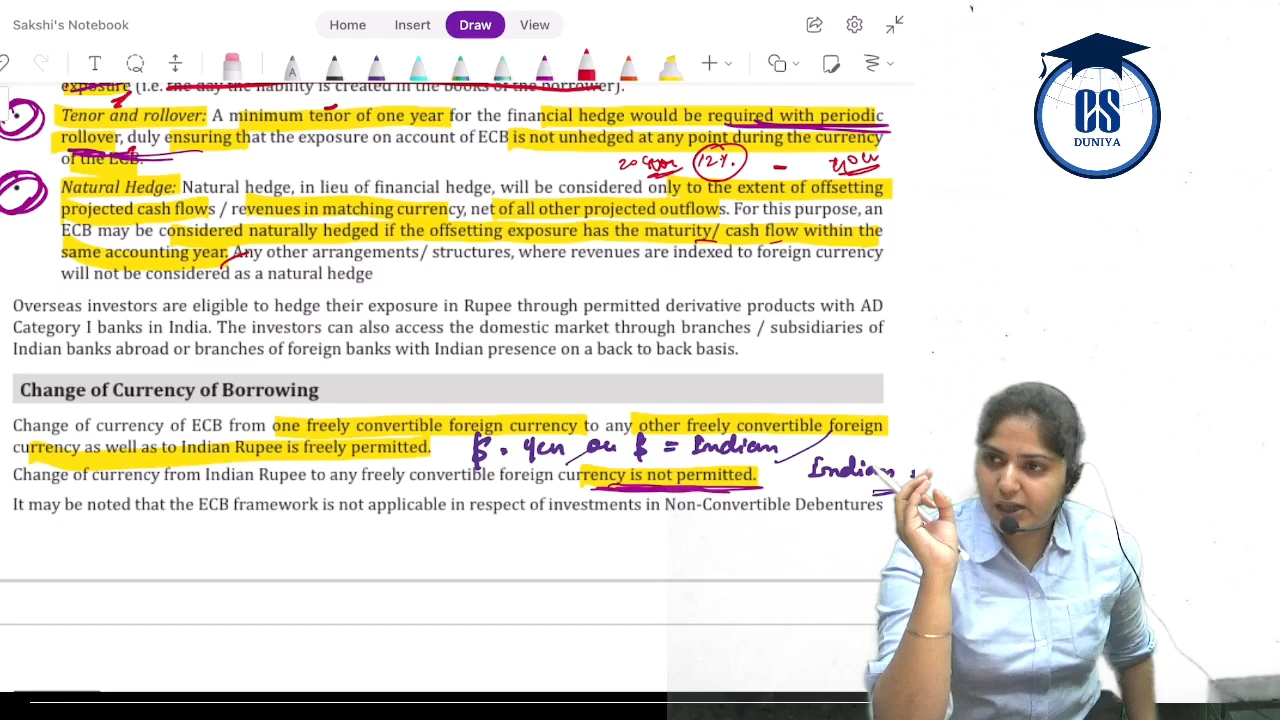 Sakshi's Notebook
Home Insert Draw View
exposure (i.e. the day the liability is created in the books of the borrower).
Tenor and rollover: A minimum tenor of one year for the financial hedge would be required with periodic
rollover, duly ensuring that the exposure on account of ECB is not unhedged at any point during the currency
of the ECB.
12%.
Natural Hedge: Natural hedge, in lieu of financial hedge, will be considered only to the extent of offsetting
projected cash flows / revenues in matching currency, net of all other projected outflows. For this purpose, an
ECB may be considered naturally hedged if the offsetting exposure has the maturity/ cash flow within the
same accounting year. Any other arrangements/ structures, where revenues are indexed to foreign currency
will not be considered as a natural hedge
Overseas investors are eligible to hedge their exposure in Rupee through permitted derivative products with AD
Category I banks in India. The investors can also access the domestic market through branches / subsidiaries of
Indian banks abroad or branches of foreign banks with Indian presence on a back to back basis.
Change of Currency of Borrowing
Change of currency of ECB from one freely convertible foreign currency to any other freely convertible foreign
currency as well as to Indian Rupee is freely permitted.
$ . yen or $ = Indian
Change of currency from Indian Rupee to any freely convertible foreign currency is not permitted.
Indian
It may be noted that the ECB framework is not applicable in respect of investments in Non-Convertible Debentures
CS
DUNIYA